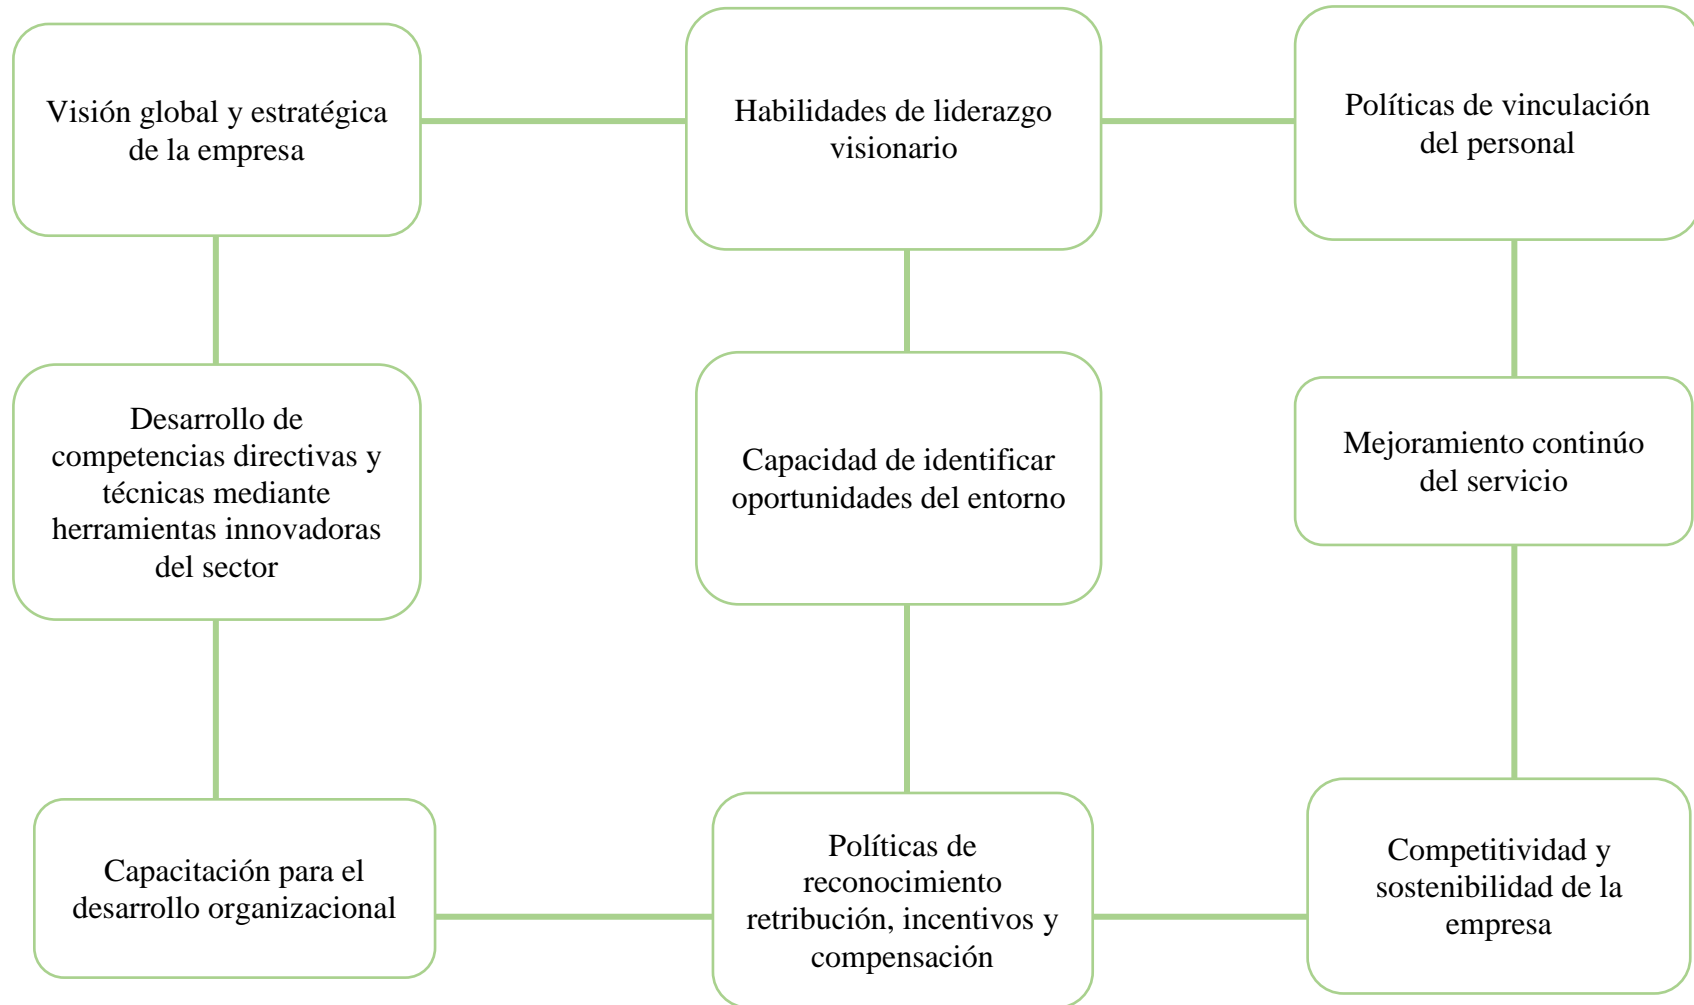 Visión global y estratégica
de la empresa
Habilidades de liderazgo
visionario
Políticas de vinculación
del personal
Desarrollo de
competencias directivas y
técnicas mediante
herramientas innovadoras
del sector
Capacidad de identificar
oportunidades del entorno
Mejoramiento continúo
del servicio
Capacitación para el
desarrollo organizacional
Políticas de
reconocimiento
retribución, incentivos y
compensación
Competitividad y
sostenibilidad de la
empresa